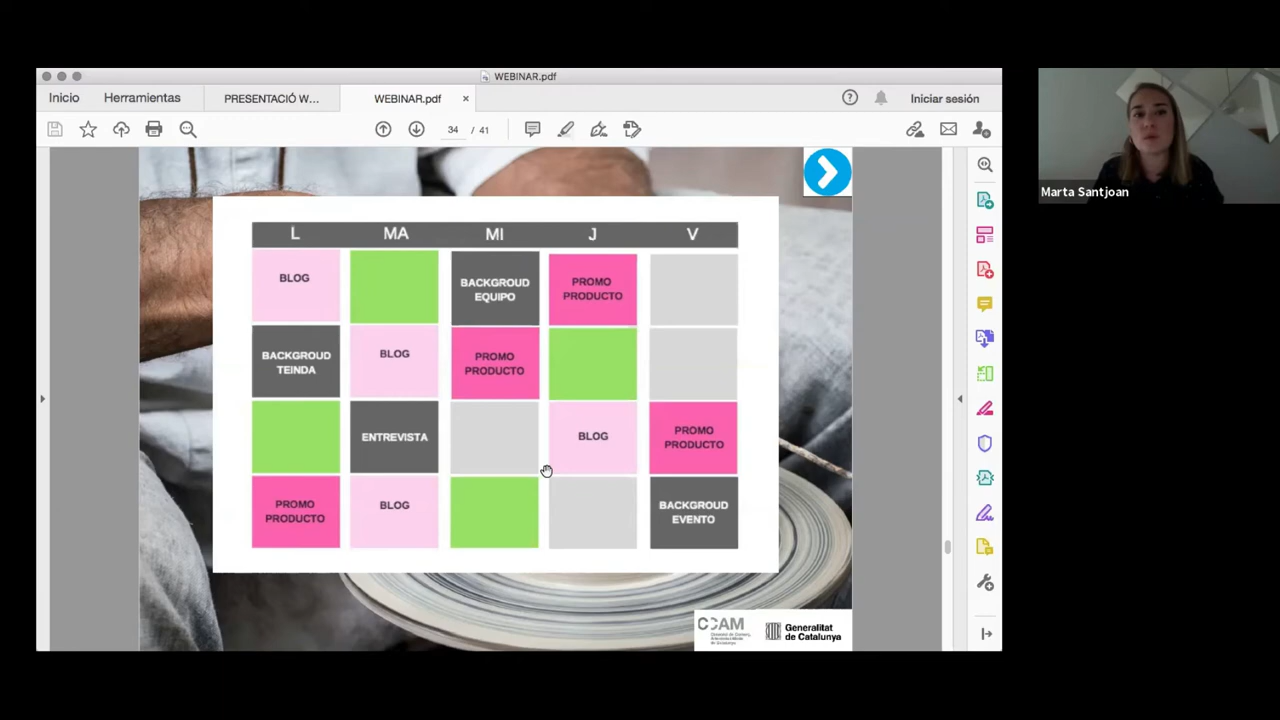 WEBINAR.pdf
Inicio
Herramientas
PRESENTACIÓ W...
WEBINAR.pdf
×
Iniciar sesión
34 / 41
Marta Santjoan
L MA MI J V
BLOG
BACKGROUD
EQUIPO
PROMO
PRODUCTO
BACKGROUD
TEINDA
BLOG
PROMO
PRODUCTO
ENTREVISTA
BLOG
PROMO
PRODUCTO
PROMO
PRODUCTO
BLOG
BACKGROUD
EVENTO
CCAM
Generalitat
de Catalunya